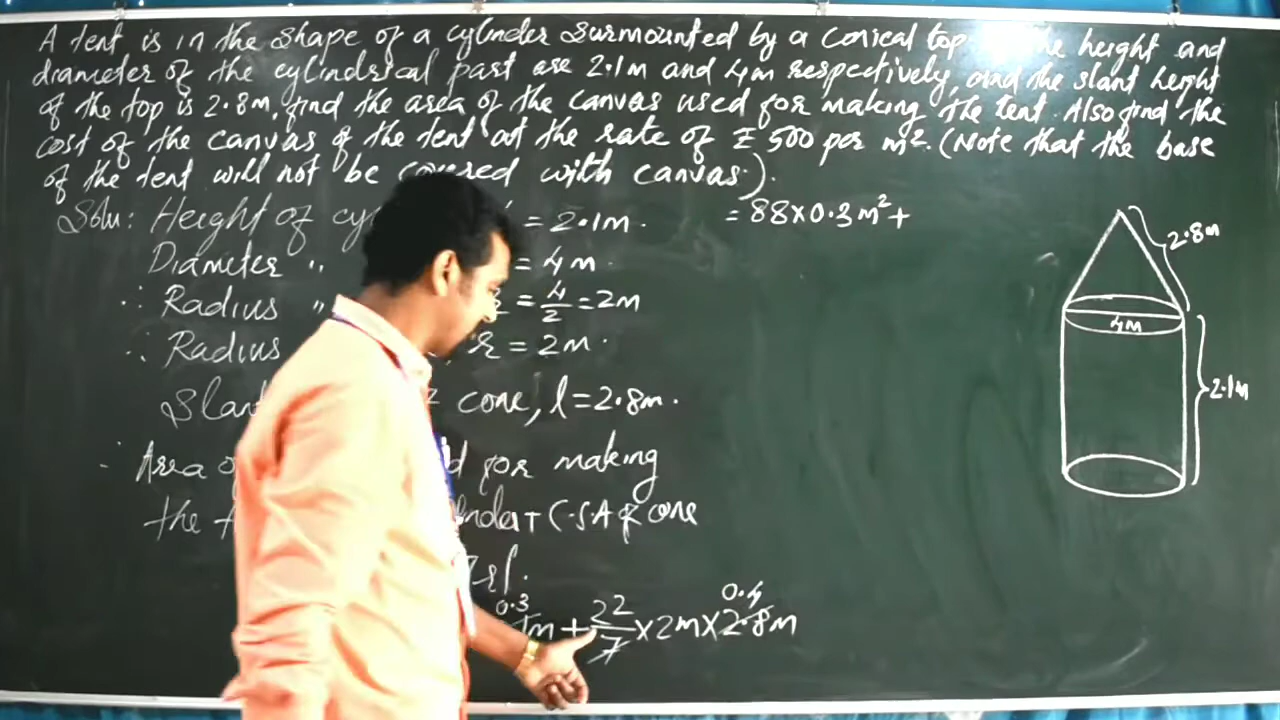 A tent is in the shape of a cylinder surmounted by a conical top the height and
diameter of the cylindrical part are 2.1m and 4m respectively, and the slant height
of the top is 2.8m, find the area of the canvas used for making the tent. Also find the
cost of the canvas of the tent at the rate of ₹ 500 per m². (Note that the base
of the tent will not be covered with canvas.)
Solu: Height of = 2.1m.
Diameter " = 4m.
∴ Radius " = 4/2 = 2m
∴ Radius r = 2m.
cone, l = 2.8m.
∴ Area for making
the + C.S.A of cone
0.3 0.4
m + 22/7 × 2m × 2.8m
= 88×0.3m² +
2.8m
4m
2.1m